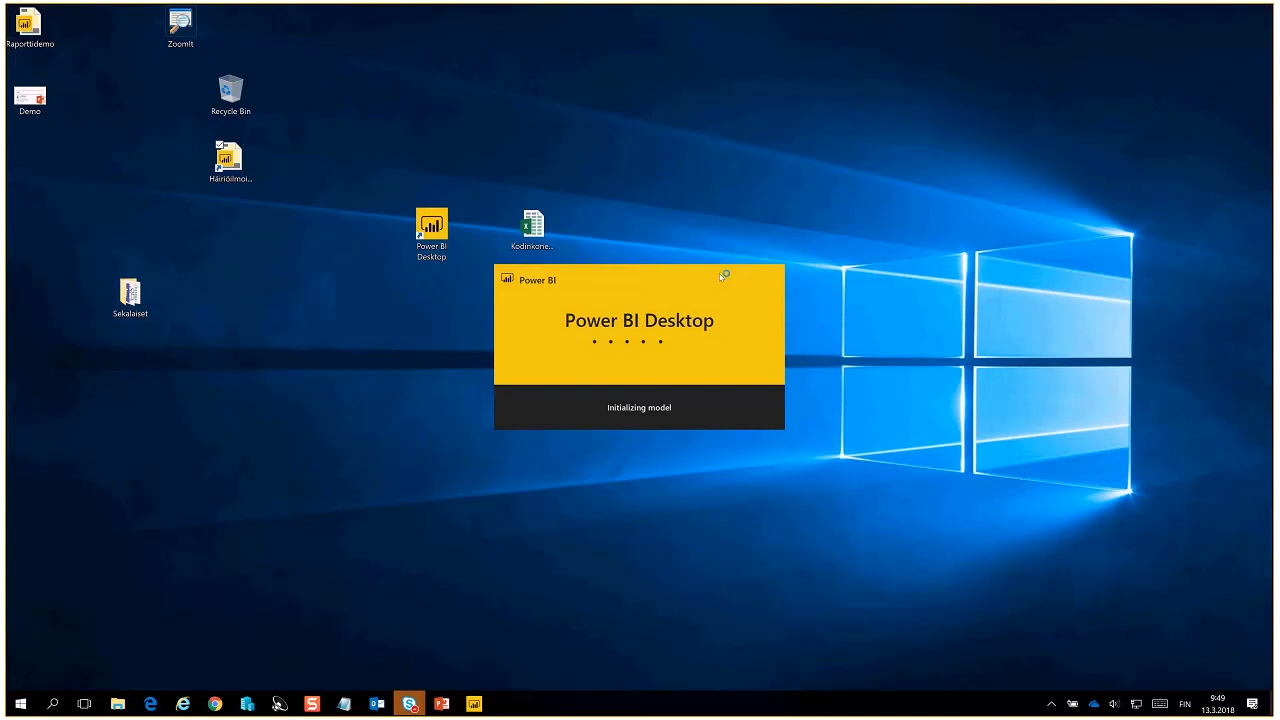 Raporttidemo
ZoomIt
Demo
Recycle Bin
Häiriöilmoi...
Power BI
Desktop
Kodinkone...
Sekalaiset
Power BI
Power BI Desktop
Initializing model
FIN
9:49
13.3.2018